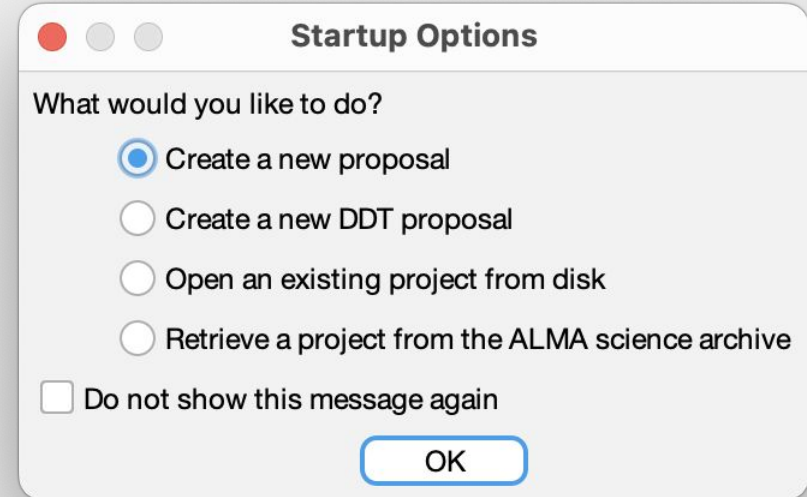 Startup Options
What would you like to do?
Create a new proposal
Create a new DDT proposal
Open an existing project from disk
Retrieve a project from the ALMA science archive
Do not show this message again
OK